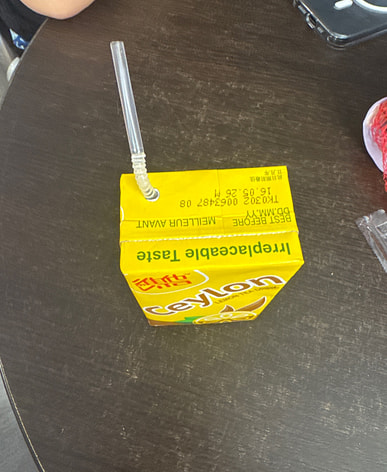 Irreplaceable Taste
BEST BEFORE MEILLEUR AVANT
DD.MM.YY
TK0302 0063487 08
16.05.26
Ceylon